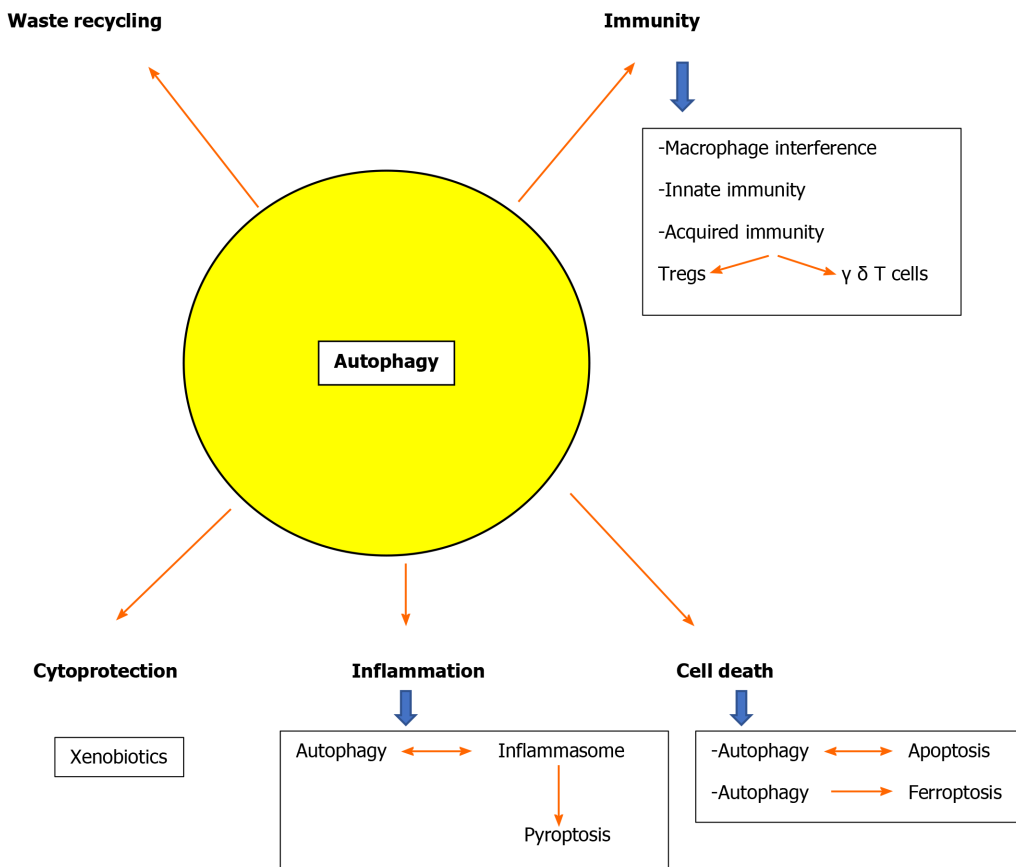 Waste recycling
Immunity
-Macrophage interference
-Innate immunity
-Acquired immunity
Tregs
γ δ T cells
Autophagy
Cytoprotection
Inflammation
Cell death
Xenobiotics
Autophagy
Inflammasome
Pyroptosis
-Autophagy
Apoptosis
-Autophagy
Ferroptosis